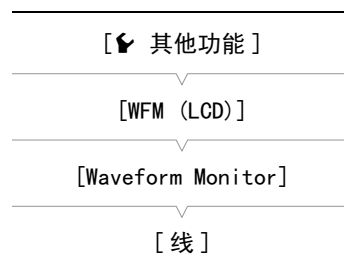 [ 其他功能 ]
[WFM (LCD)]
[Waveform Monitor]
[ 线 ]